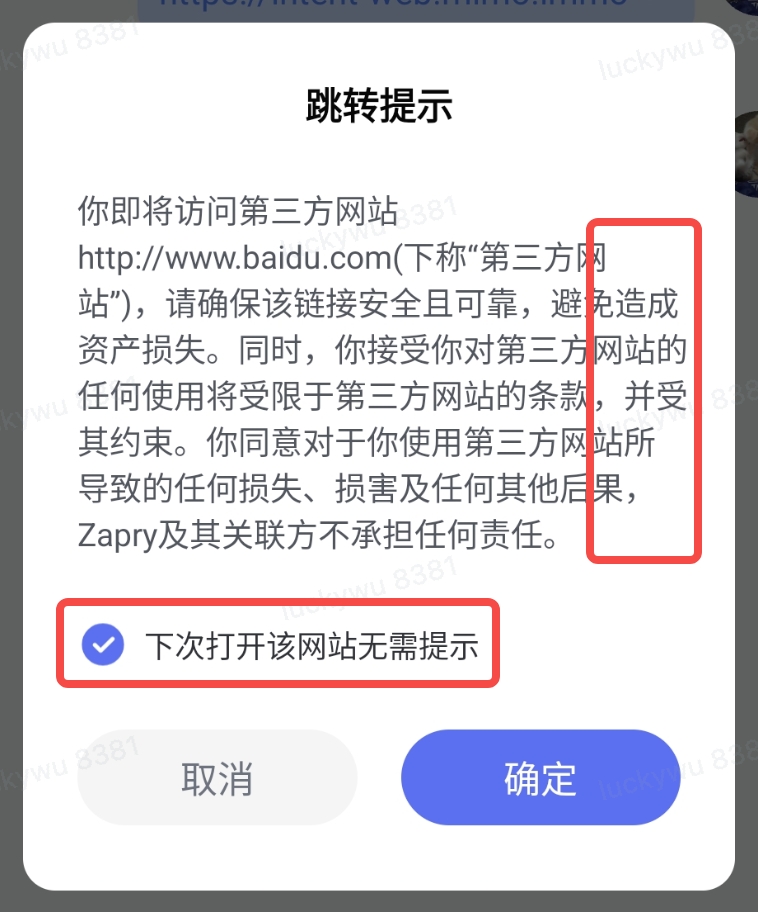 跳转提示
你即将访问第三方网站
http://www.baidu.com(下称“第三方网
站”)，请确保该链接安全且可靠，避免造成
资产损失。同时，你接受你对第三方网站的
任何使用将受限于第三方网站的条款，并受
其约束。你同意对于你使用第三方网站所
导致的任何损失、损害及任何其他后果，
Zapry及其关联方不承担任何责任。
下次打开该网站无需提示
取消
确定
luckywu 8381